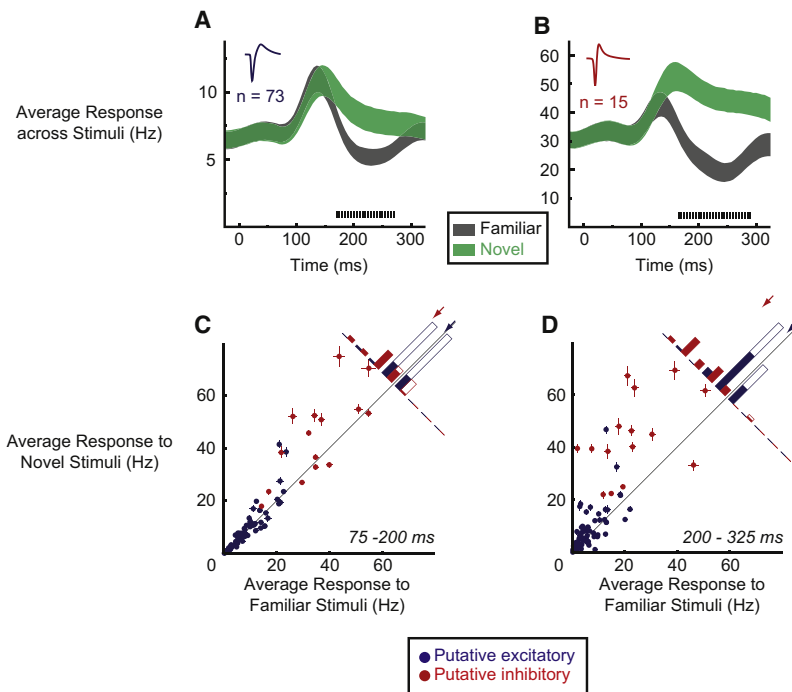 A
B
Average Response
across Stimuli (Hz)
n = 73
10
5
0
100
200
300
Time (ms)
n = 15
60
50
40
30
20
10
0
100
200
300
Time (ms)
Familiar
Novel
C
D
Average Response to
Novel Stimuli (Hz)
60
40
20
0
20
40
60
75 -200 ms
Average Response to
Familiar Stimuli (Hz)
60
40
20
0
20
40
60
200 - 325 ms
Average Response to
Familiar Stimuli (Hz)
Putative excitatory
Putative inhibitory